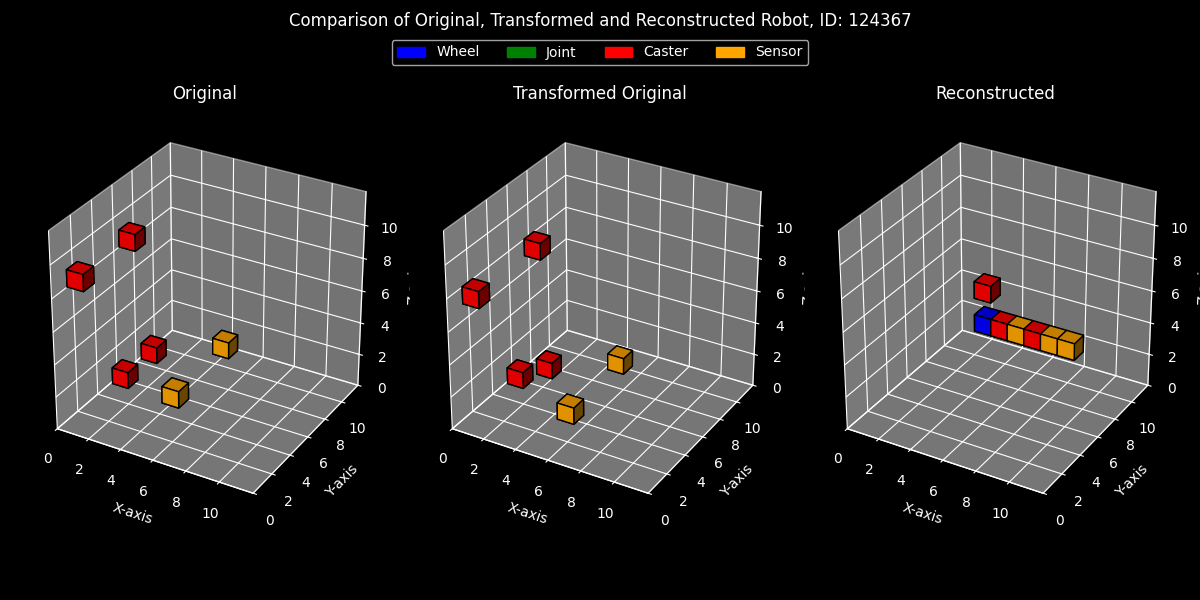 Comparison of Original, Transformed and Reconstructed Robot, ID: 124367
Wheel Joint Caster Sensor
Original Transformed Original Reconstructed
10 10 10
8 8 8
6 6 6
4 4 4
2 2 2
0 0 0
0 2 4 6 8 10 0 2 4 6 8 10 0 2 4 6 8 10
0 2 4 6 8 10 0 2 4 6 8 10 0 2 4 6 8 10
X-axis Y-axis X-axis Y-axis X-axis Y-axis